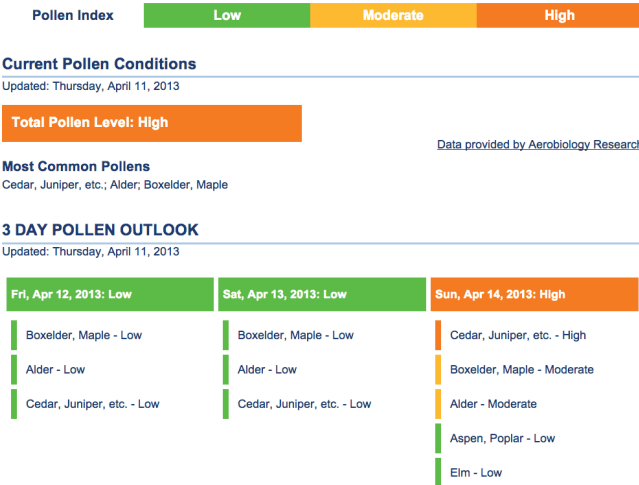 Pollen Index Low Moderate High
Current Pollen Conditions
Updated: Thursday, April 11, 2013
Total Pollen Level: High
Data provided by Aerobiology Research
Most Common Pollens
Cedar, Juniper, etc.; Alder; Boxelder, Maple
3 DAY POLLEN OUTLOOK
Updated: Thursday, April 11, 2013
Fri, Apr 12, 2013: Low
Boxelder, Maple - Low
Alder - Low
Cedar, Juniper, etc. - Low
Sat, Apr 13, 2013: Low
Boxelder, Maple - Low
Alder - Low
Cedar, Juniper, etc. - Low
Sun, Apr 14, 2013: High
Cedar, Juniper, etc. - High
Boxelder, Maple - Moderate
Alder - Moderate
Aspen, Poplar - Low
Elm - Low